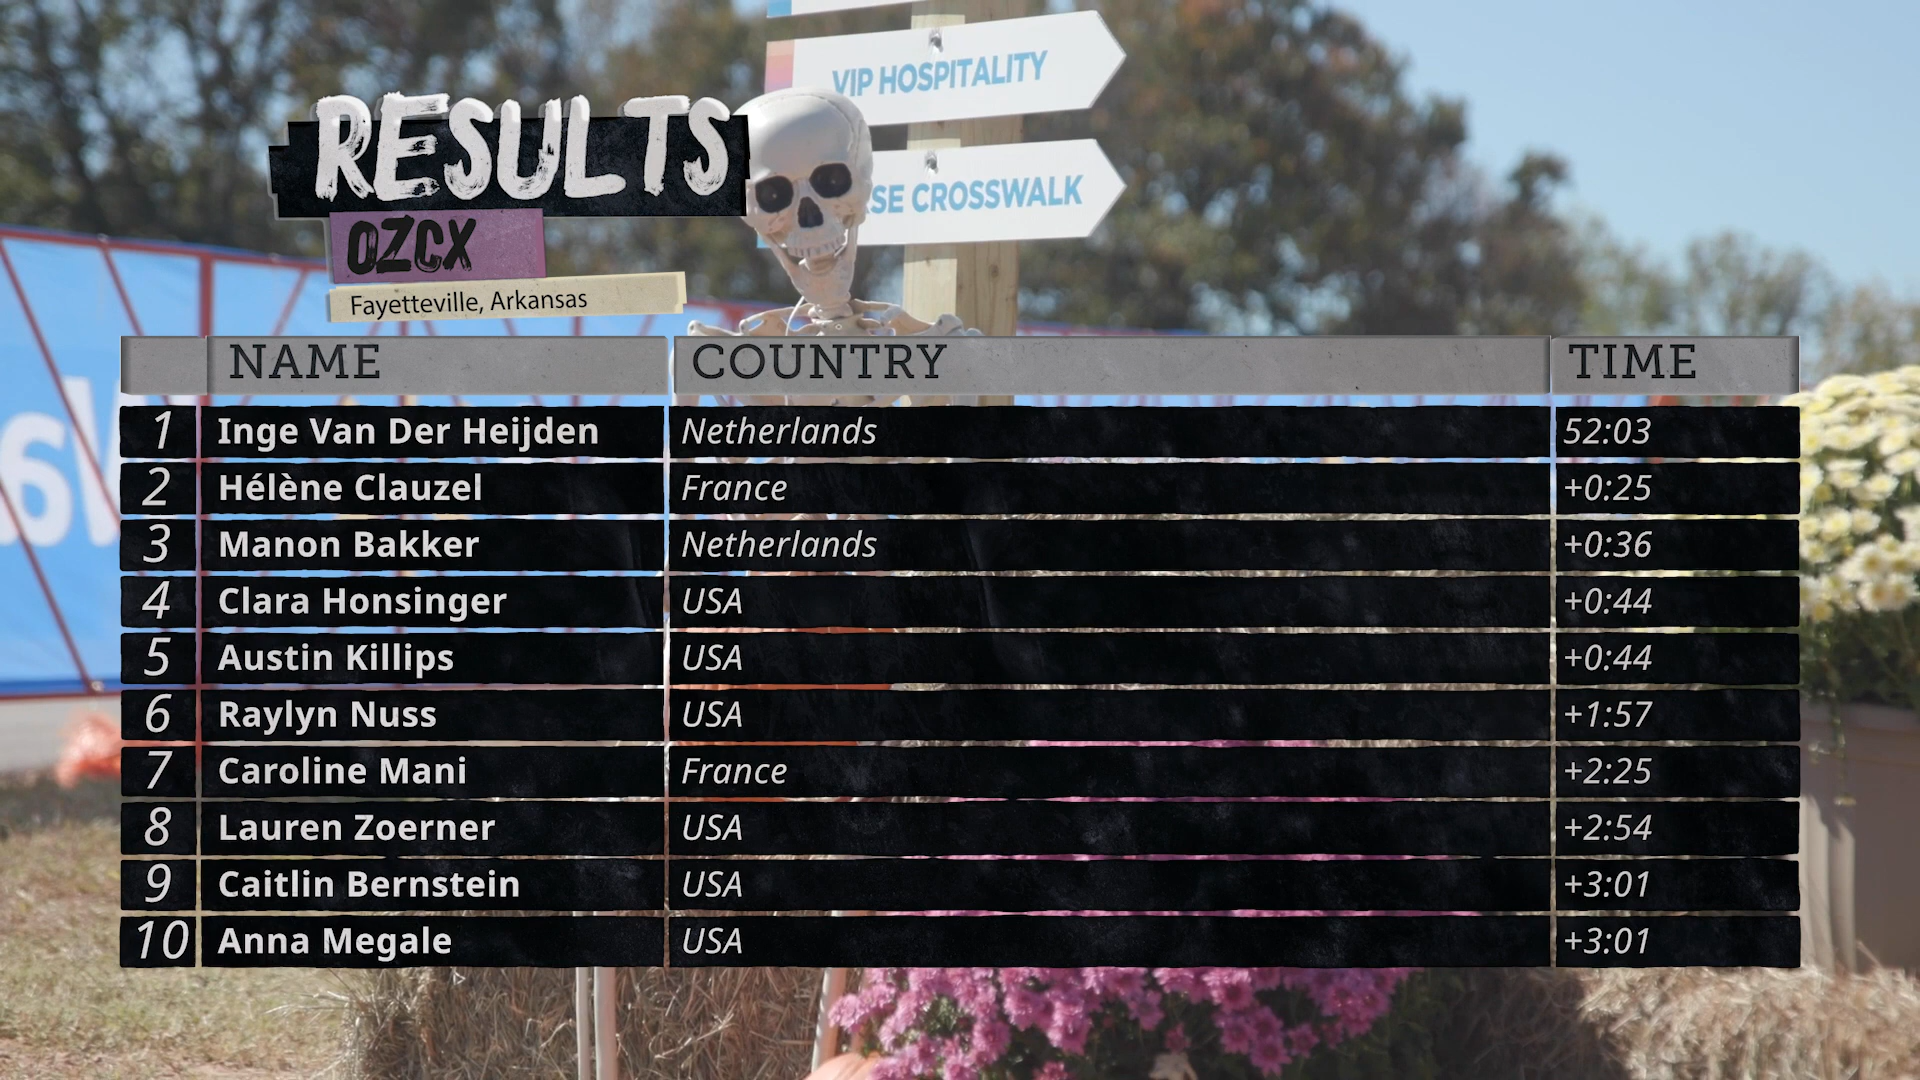 VIP HOSPITALITY
RESULTS
SE CROSSWALK
OZCX
Fayetteville, Arkansas
NAME COUNTRY TIME
1 Inge Van Der Heijden Netherlands 52:03
2 Hélène Clauzel France +0:25
3 Manon Bakker Netherlands +0:36
4 Clara Honsinger USA +0:44
5 Austin Killips USA +0:44
6 Raylyn Nuss USA +1:57
7 Caroline Mani France +2:25
8 Lauren Zoerner USA +2:54
9 Caitlin Bernstein USA +3:01
10 Anna Megale USA +3:01